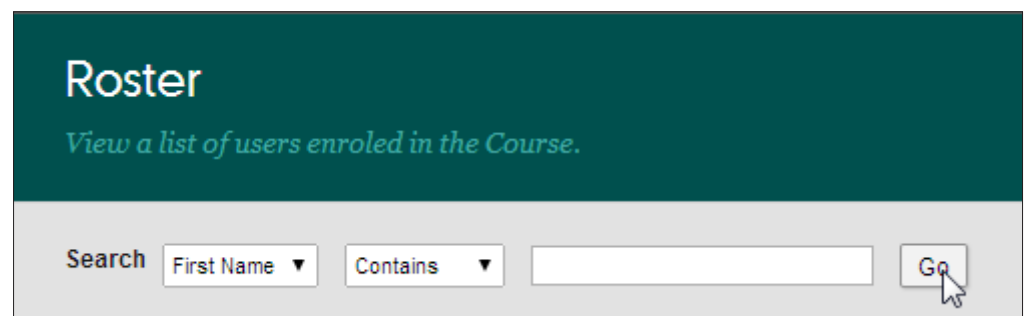 Roster
View a list of users enroled in the Course.
Search First Name Contains Go